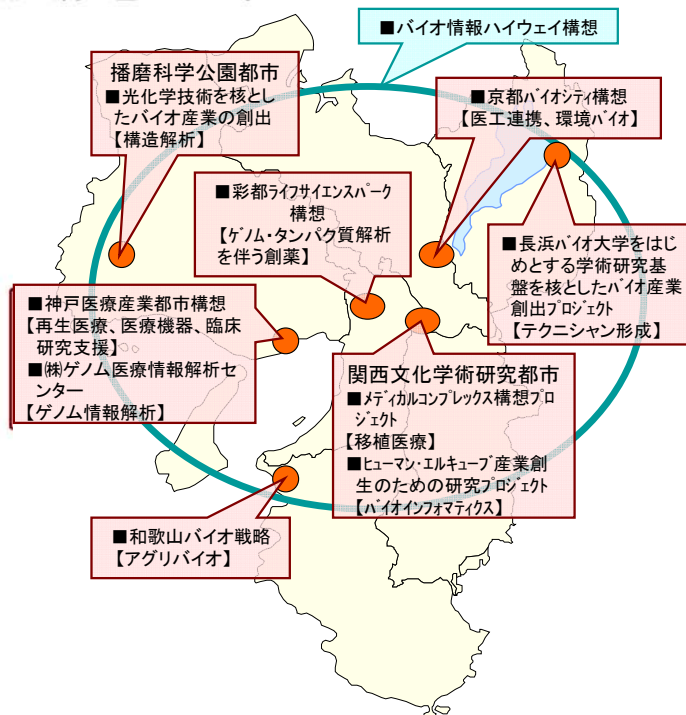 ■バイオ情報ハイウェイ構想
播磨科学公園都市
■光化学技術を核とし
たバイオ産業の創出
【構造解析】
■京都バイオシティ構想
【医工連携、環境バイオ】
■彩都ライフサイエンスパーク
構想
【ゲノム・タンパク質解析
を伴う創薬】
■長浜バイオ大学をはじ
めとする学術研究基
盤を核としたバイオ産業
創出プロジェクト
【テクニシャン形成】
■神戸医療産業都市構想
【再生医療、医療機器、臨床
研究支援】
■㈱ゲノム医療情報解析セ
ンター
【ゲノム情報解析】
関西文化学術研究都市
■メディカルコンプレックス構想プロ
ジェクト
【移植医療】
■ヒューマン・エルキューブ産業創
生のための研究プロジェクト
【バイオインフォマティクス】
■和歌山バイオ戦略
【アグリバイオ】